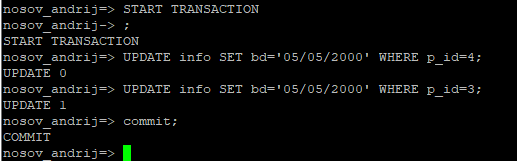 nosov_andrij=> START TRANSACTION
nosov_andrij-> ;
START TRANSACTION
nosov_andrij=> UPDATE info SET bd='05/05/2000' WHERE p_id=4;
UPDATE 0
nosov_andrij=> UPDATE info SET bd='05/05/2000' WHERE p_id=3;
UPDATE 1
nosov_andrij=> commit;
COMMIT
nosov_andrij=>